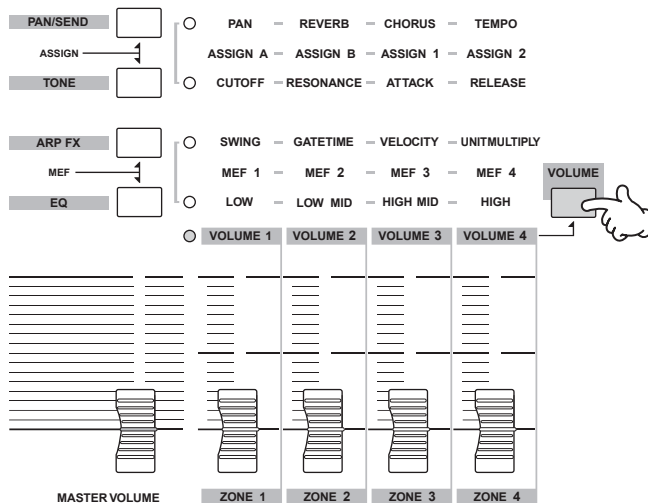 PAN/SEND PAN REVERB CHORUS TEMPO
ASSIGN ASSIGN A ASSIGN B ASSIGN 1 ASSIGN 2
TONE CUTOFF RESONANCE ATTACK RELEASE
ARP FX SWING GATETIME VELOCITY UNITMULTIPLY
MEF MEF 1 MEF 2 MEF 3 MEF 4 VOLUME
EQ LOW LOW MID HIGH MID HIGH
VOLUME 1 VOLUME 2 VOLUME 3 VOLUME 4
MASTER VOLUME ZONE 1 ZONE 2 ZONE 3 ZONE 4